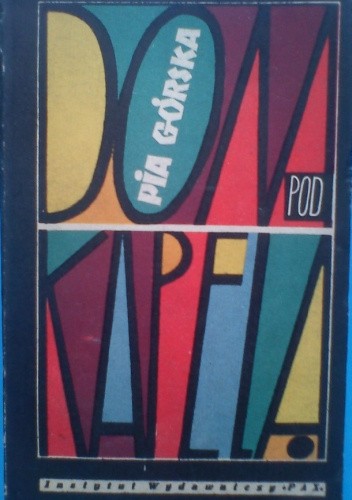 DOM
PIA GÓRSKA
POD
KAPELĄ
Instytut Wydawniczy "PAX"